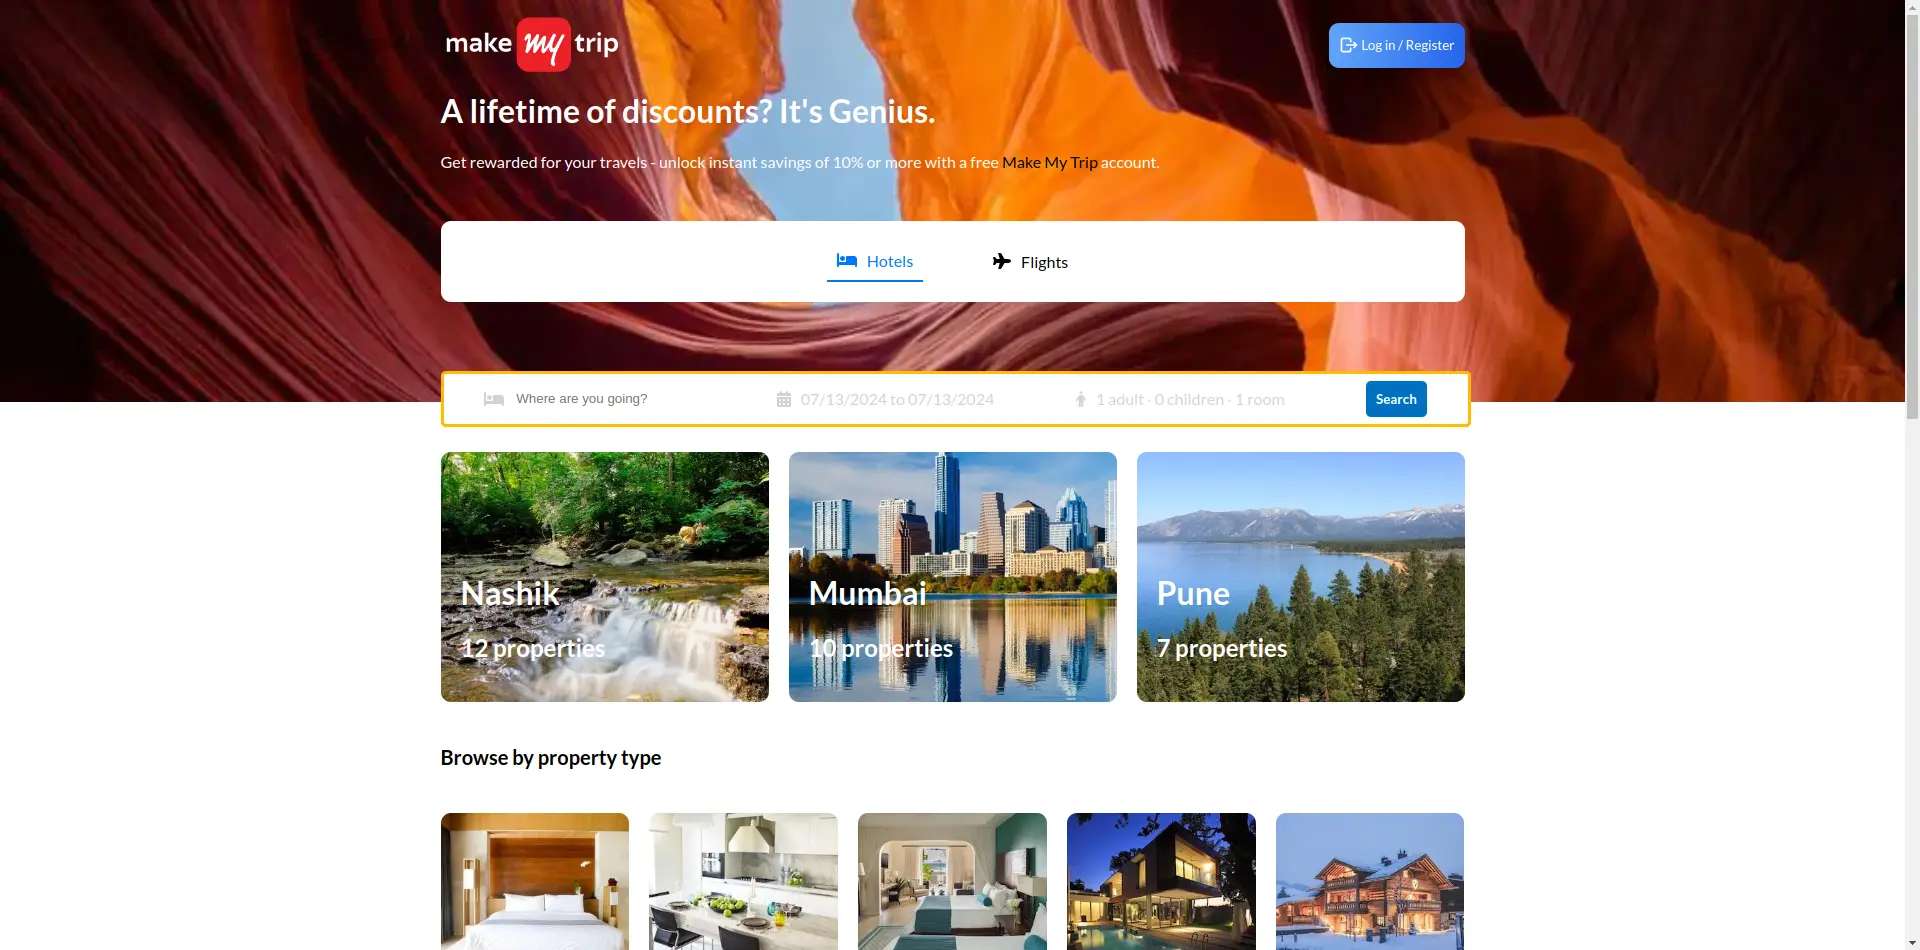 make my trip
Log in / Register
A lifetime of discounts? It's Genius.
Get rewarded for your travels - unlock instant savings of 10% or more with a free Make My Trip account.
Hotels
Flights
Where are you going?
07/13/2024 to 07/13/2024
1 adult · 0 children · 1 room
Search
Nashik
12 properties
Mumbai
10 properties
Pune
7 properties
Browse by property type